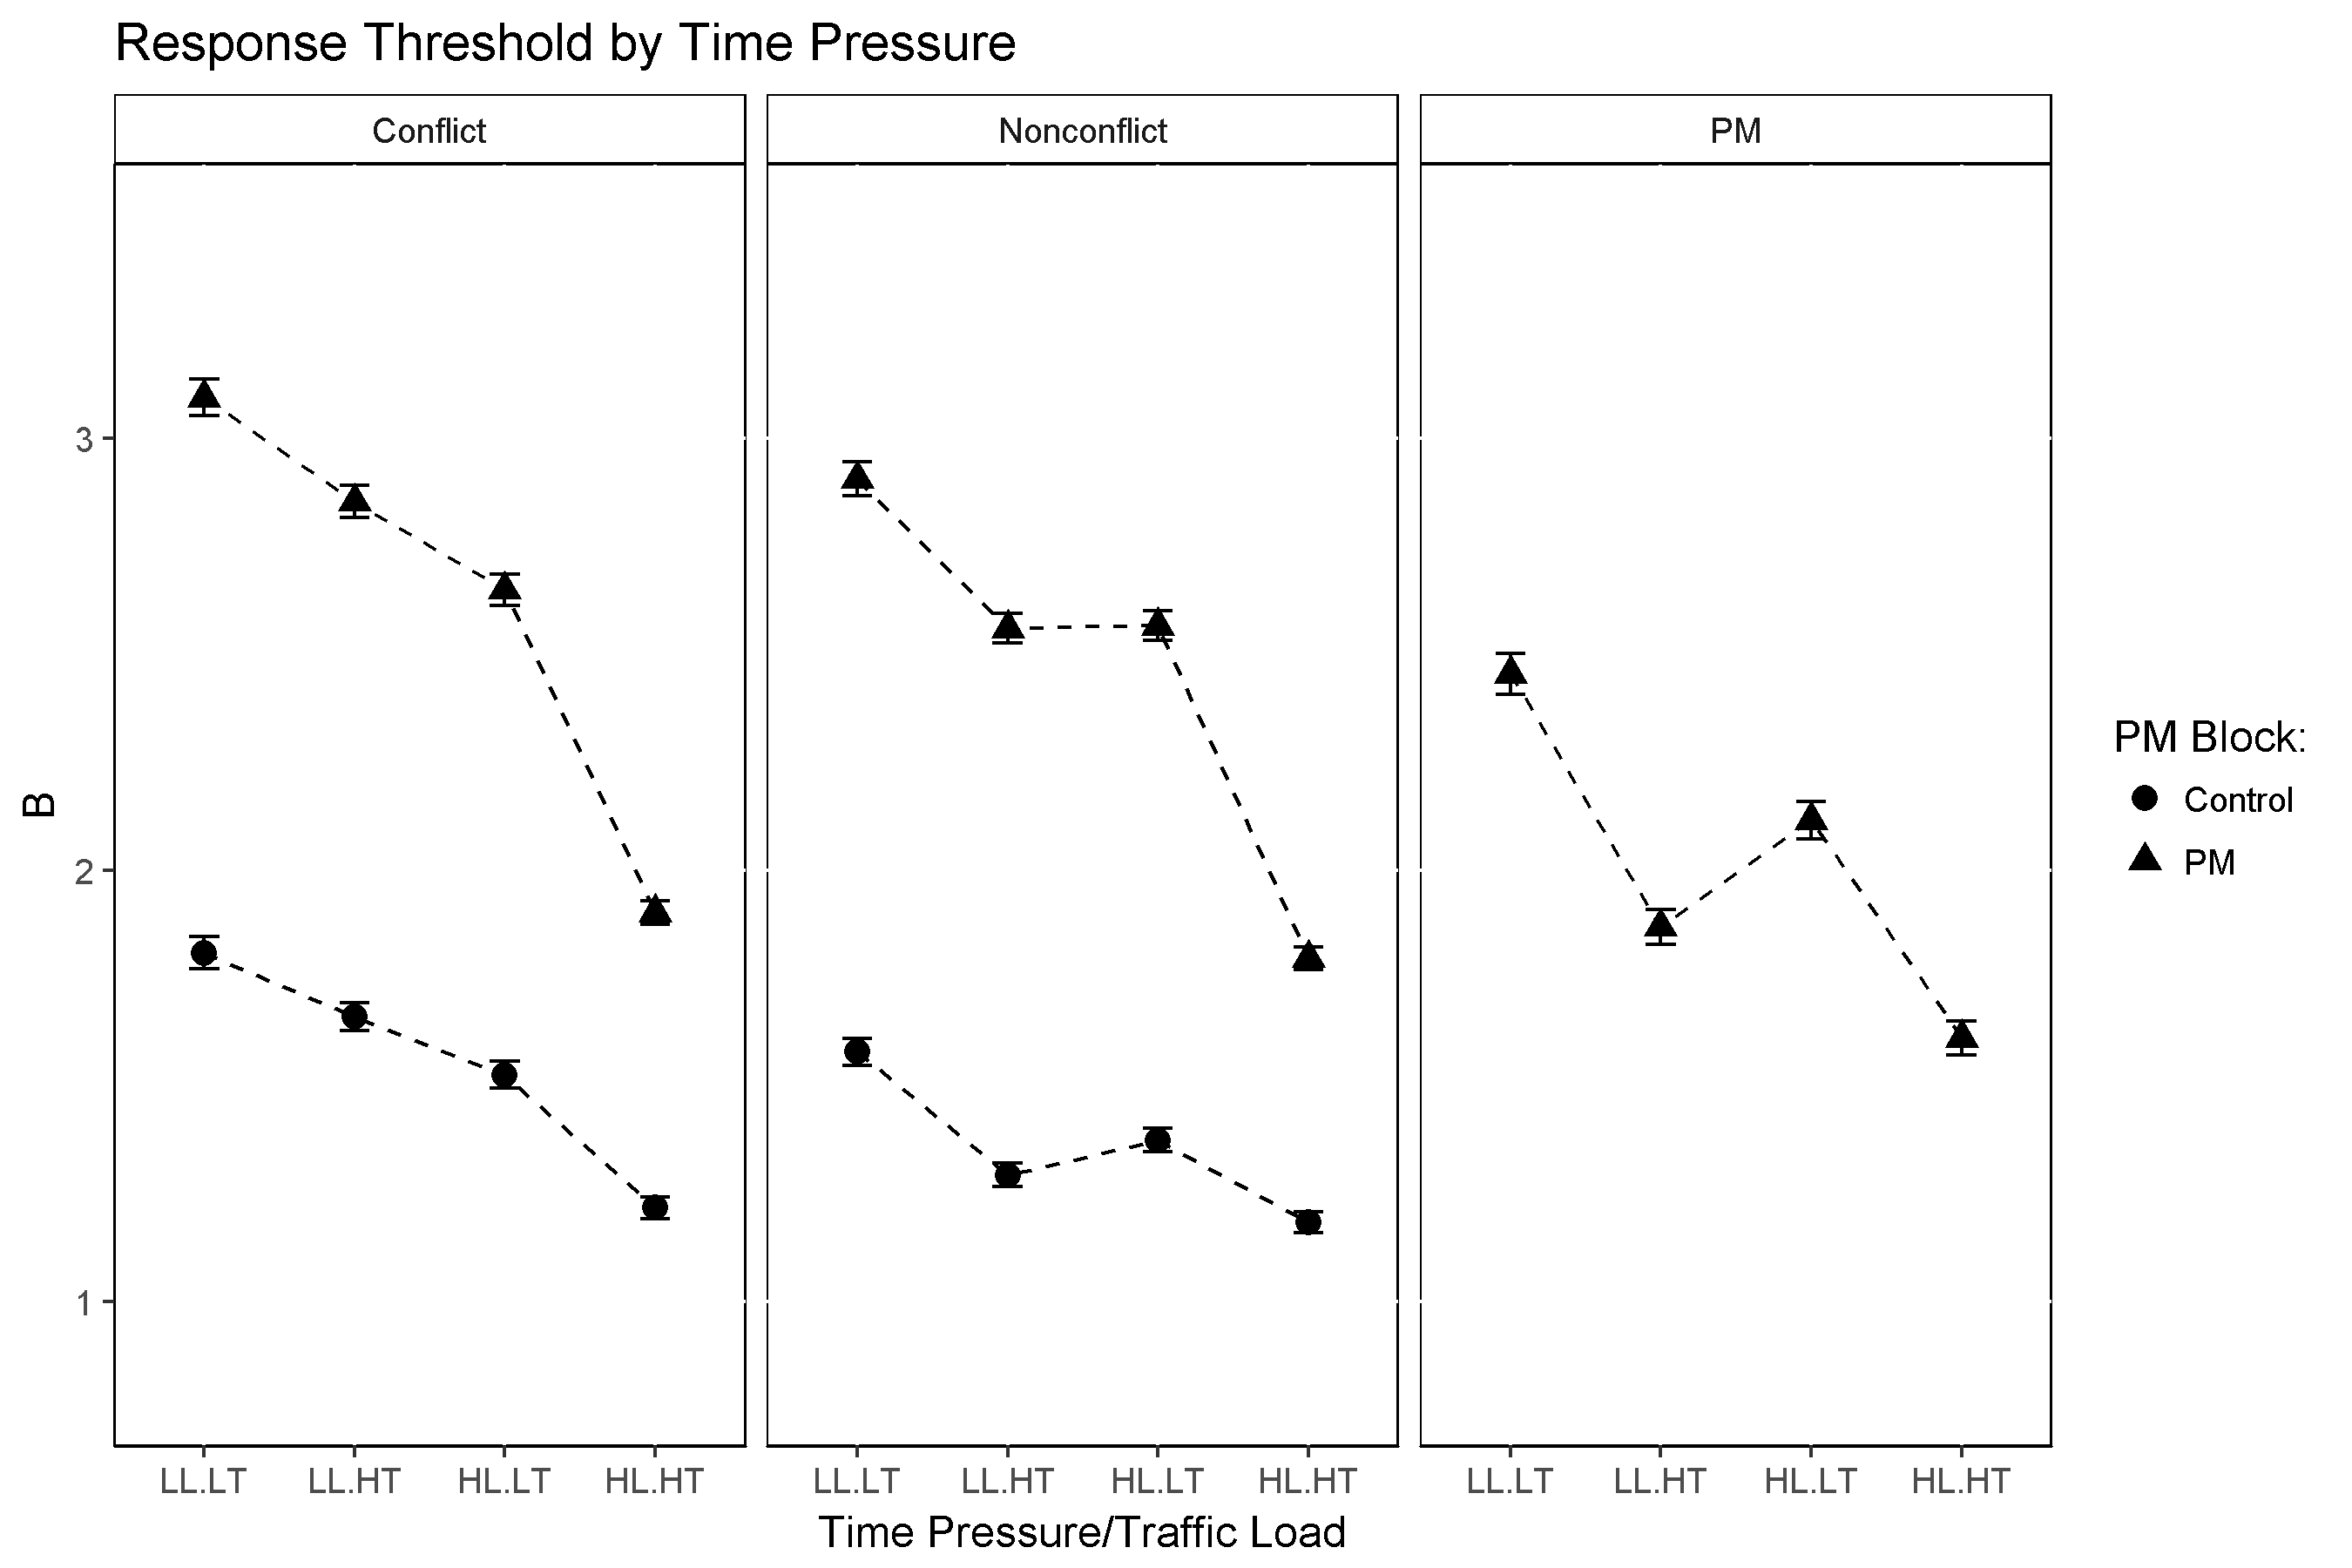 Response Threshold by Time Pressure
Conflict
Nonconflict
PM
3
2
1
B
LL.LT LL.HT HL.LT HL.HT
LL.LT LL.HT HL.LT HL.HT
LL.LT LL.HT HL.LT HL.HT
Time Pressure/Traffic Load
PM Block:
Control
PM